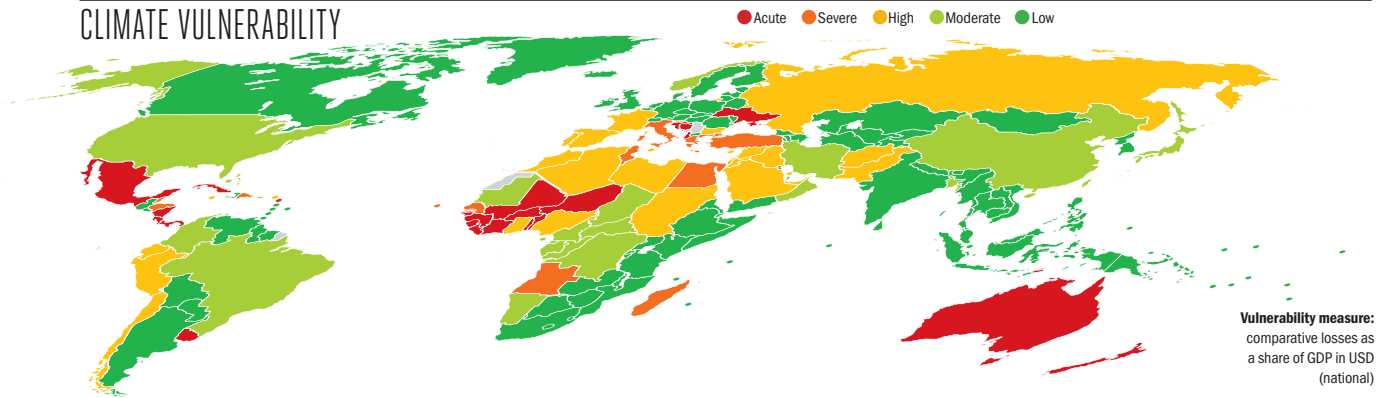 CLIMATE VULNERABILITY
Acute Severe High Moderate Low
Vulnerability measure:
comparative losses as
a share of GDP in USD
(national)